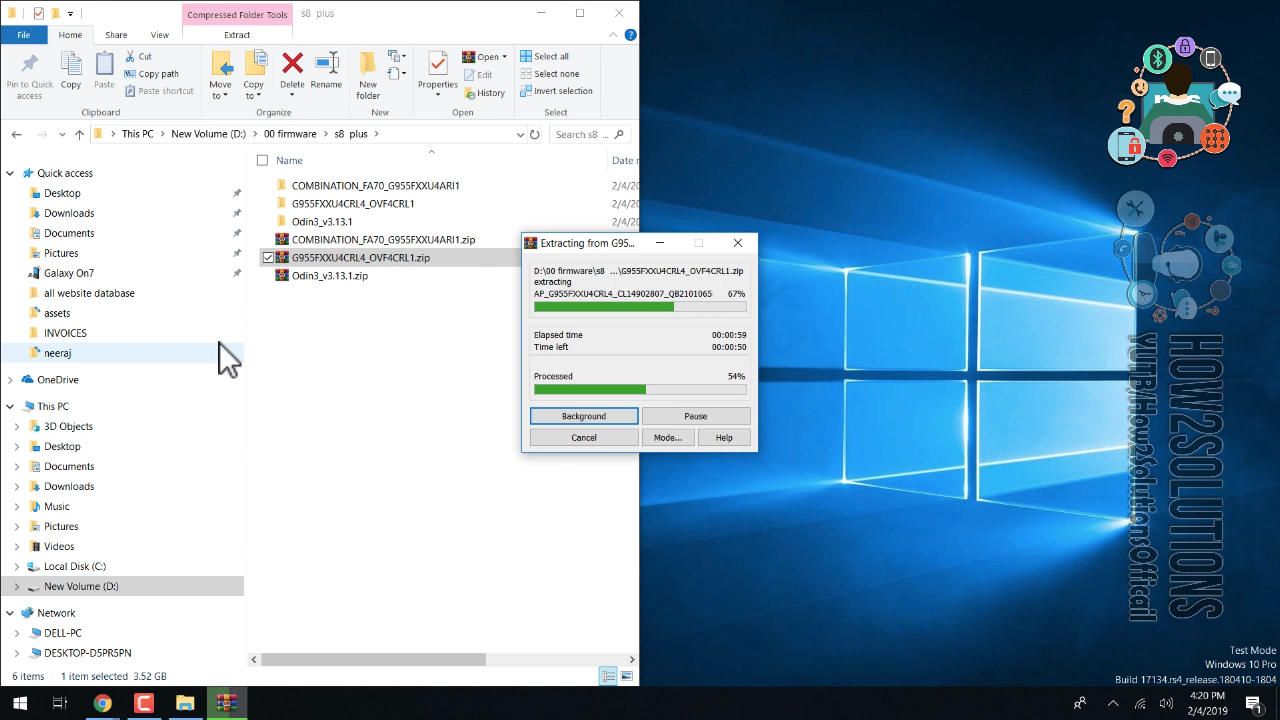 Compressed Folder Tools
s8 plus
File
Home
Share
View
Extract
Pin to Quick access
Copy
Paste
Cut
Copy path
Paste shortcut
Clipboard
Move to
Copy to
Delete
Rename
Organize
New folder
New
Properties
Open
Edit
History
Open
Select all
Select none
Invert selection
Select
This PC
New Volume (D:)
00 firmware
s8 plus
Search s8 ...
Name
Date r
Quick access
Desktop
Downloads
Documents
Pictures
Galaxy On7
all website database
assets
INVOICES
neeraj
OneDrive
This PC
3D Objects
Desktop
Documents
Downloads
Music
Pictures
Videos
Local Disk (C:)
New Volume (D:)
Network
DELL-PC
DESKTOP-D5PR5PN
COMBINATION_FA70_G955FXXU4ARI1
2/4/20
G955FXXU4CRL4_OVF4CRL1
2/4/20
Odin3_v3.13.1
2/4/20
COMBINATION_FA70_G955FXXU4ARI1.zip
G955FXXU4CRL4_OVF4CRL1.zip
Odin3_v3.13.1.zip
Extracting from G95...
D:\00 firmware\s8 ...\G955FXXU4CRL4_OVF4CRL1.zip
extracting
AP_G955FXXU4CRL4_CL14902807_QB2101065 67%
Elapsed time 00:00:59
Time left 00:00:50
Processed 54%
Background
Pause
Cancel
Mode...
Help
6 items
1 item selected 3.52 GB
HOW2SOLUTIONS
Test Mode
Windows 10 Pro
Build 17134.rs4_release.180410-1804
4:20 PM
2/4/2019
1